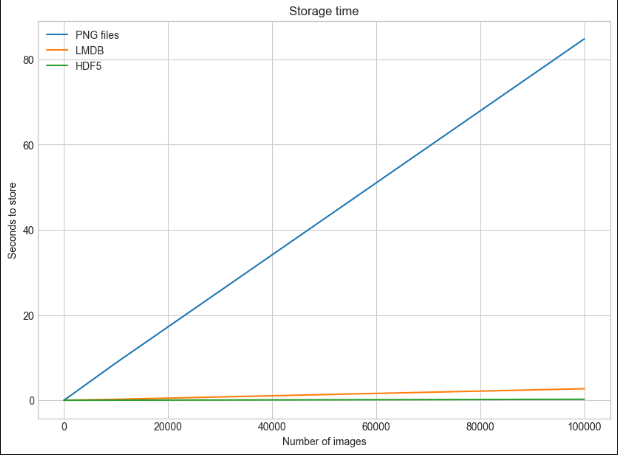 Storage time
PNG files
LMDB
HDF5
80
60
40
20
0
Seconds to store
0 20000 40000 60000 80000 100000
Number of images